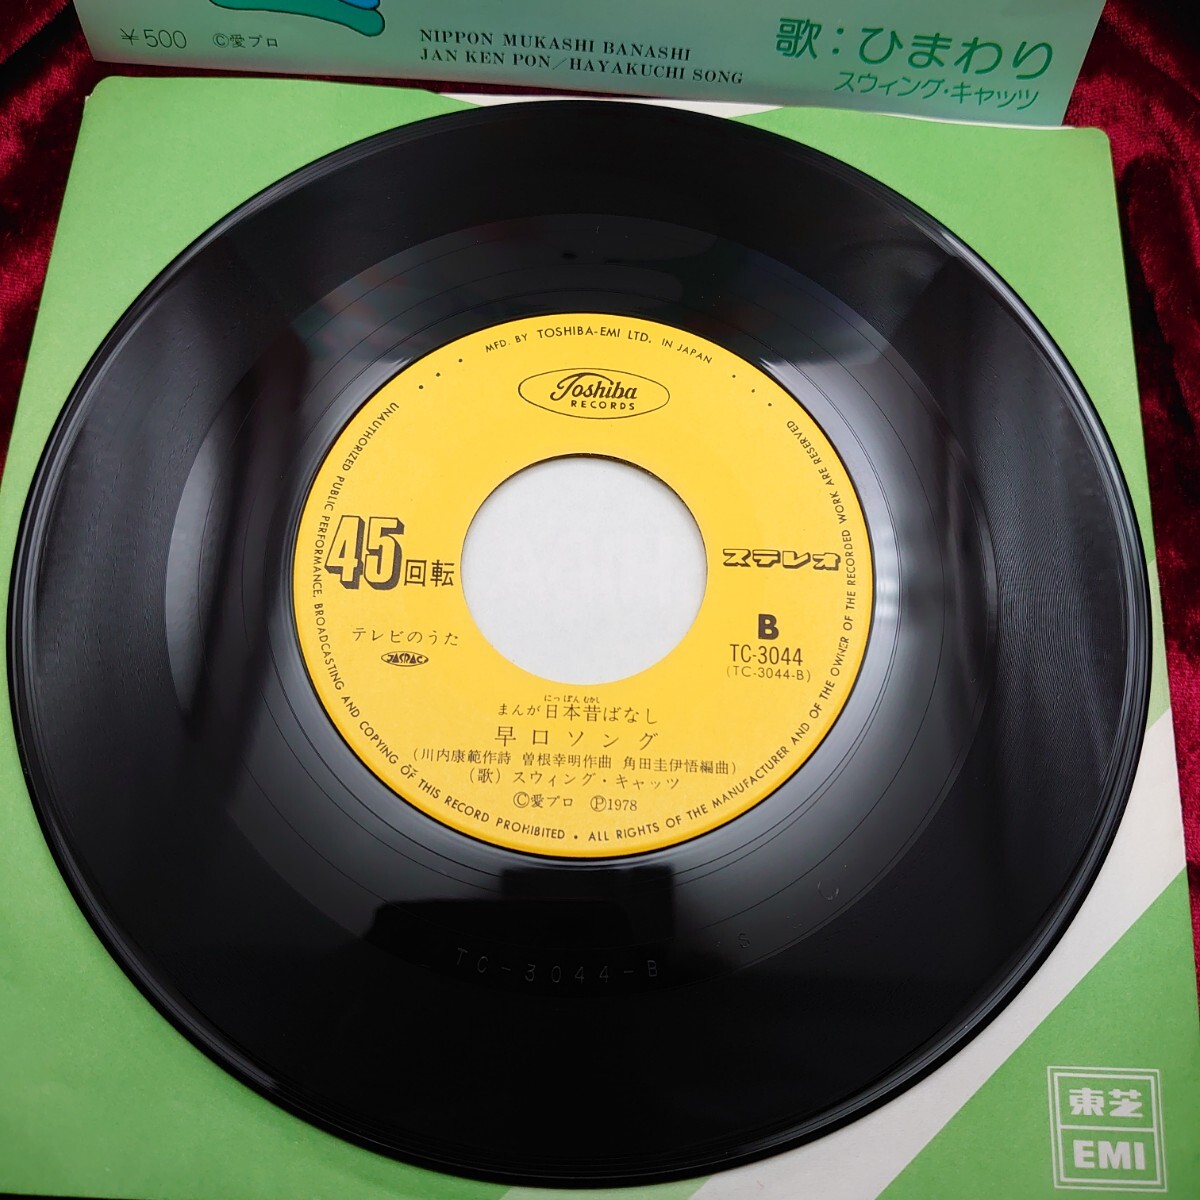 ¥500 ©愛プロ
NIPPON MUKASHI BANASHI
JAN KEN PON／HAYAKUCHI SONG
歌：ひまわり
スウィング・キャッツ
MFD. BY TOSHIBA-EMI LTD. IN JAPAN
Toshiba
RECORDS
UNAUTHORIZED PUBLIC PERFORMANCE, BROADCASTING AND COPYING OF THIS RECORD PROHIBITED • ALL RIGHTS OF THE MANUFACTURER AND OF THE OWNER OF THE RECORDED WORK ARE RESERVED
45回転
ステレオ
テレビのうた
JASRAC
B
TC-3044
(TC-3044-B)
にっぽんむかし
まんが日本昔ばなし
早口ソング
(川内康範作詩 曽根幸明作曲 角田圭伊悟編曲)
(歌) スウィング・キャッツ
©愛プロ ℗1978
TC-3044-B
東芝
EMI